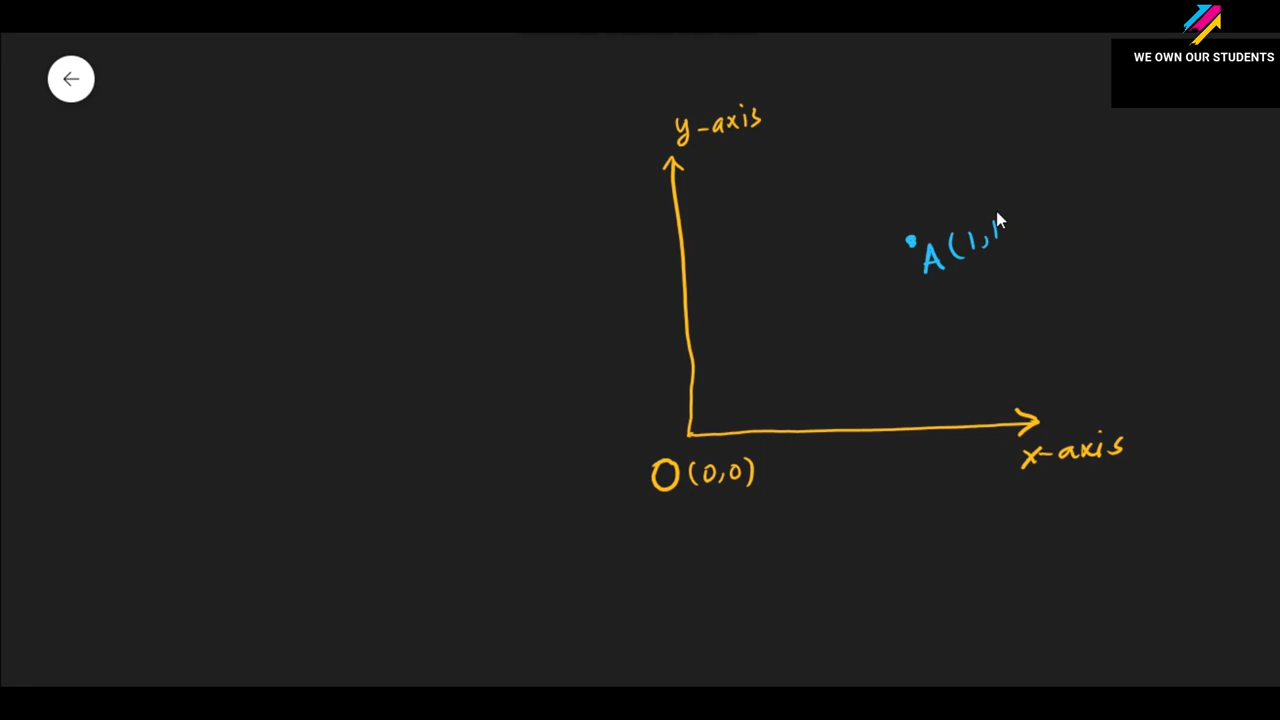 WE OWN OUR STUDENTS
y-axis
A(1,1
x-axis
O(0,0)